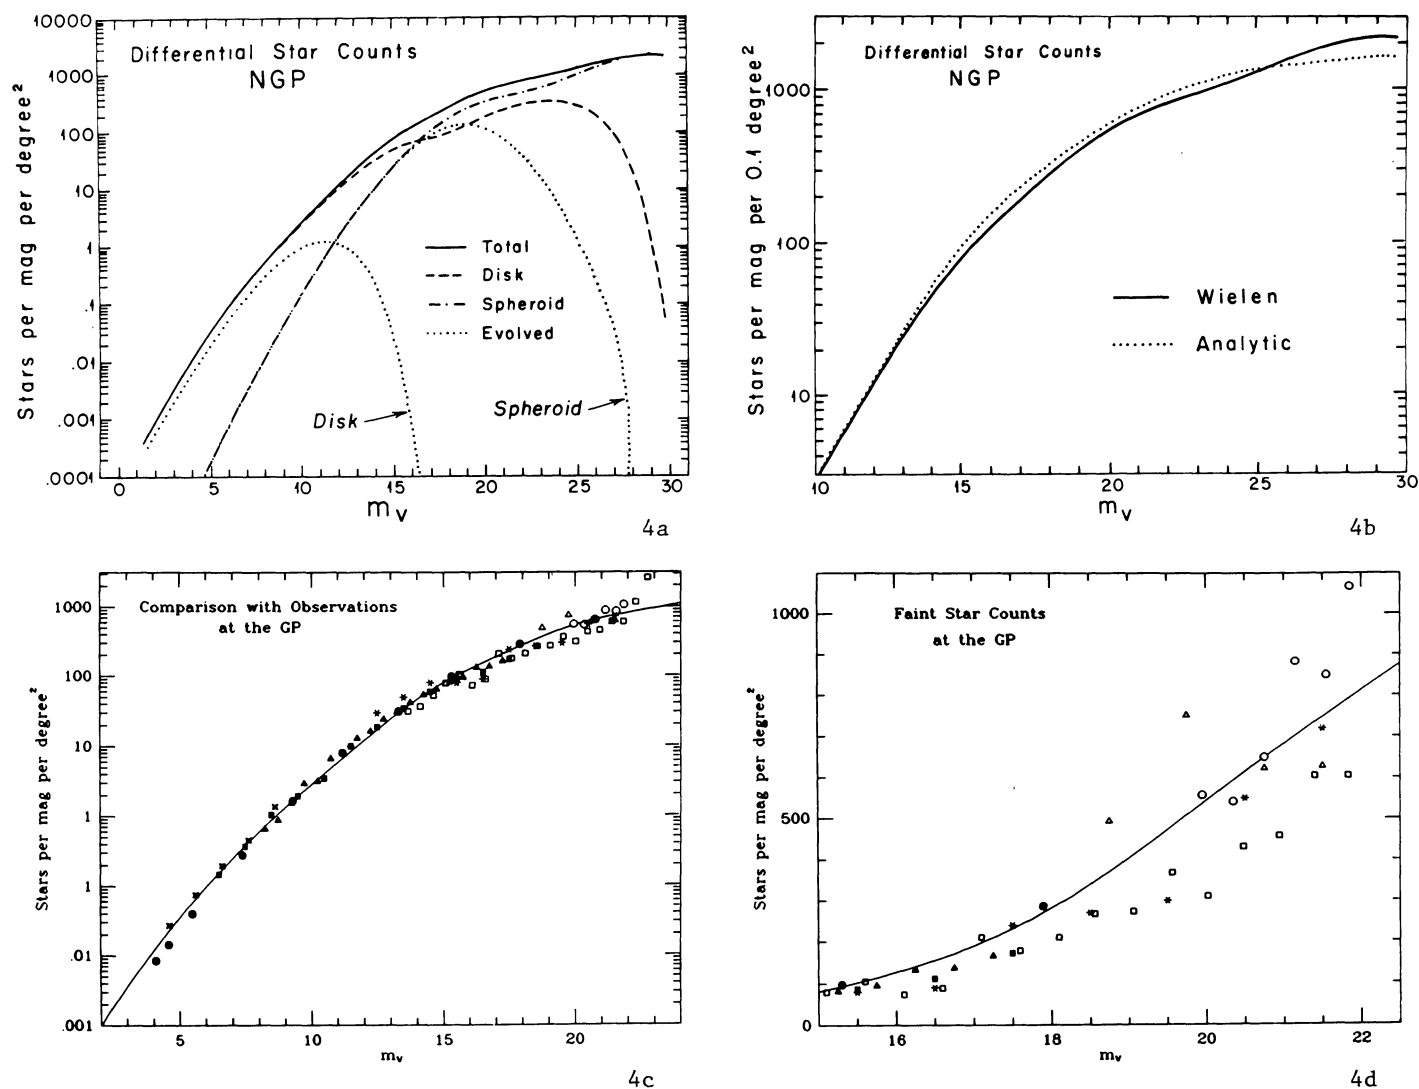 Differential Star Counts
NGP
Stars per mag per degree²
10000
1000
100
10
1
.1
.01
.001
.0001
Total
Disk
Spheroid
Evolved
Disk
Spheroid
0 5 10 15 20 25 30
mᵥ
4a
Differential Star Counts
NGP
Stars per mag per 0.1 degree²
1000
100
10
Wielen
Analytic
10 15 20 25 30
mᵥ
4b
Comparison with Observations
at the GP
Stars per mag per degree²
1000
100
10
1
.1
.01
.001
5 10 15 20
mᵥ
4c
Faint Star Counts
at the GP
Stars per mag per degree²
1000
500
0
16 18 20 22
mᵥ
4d